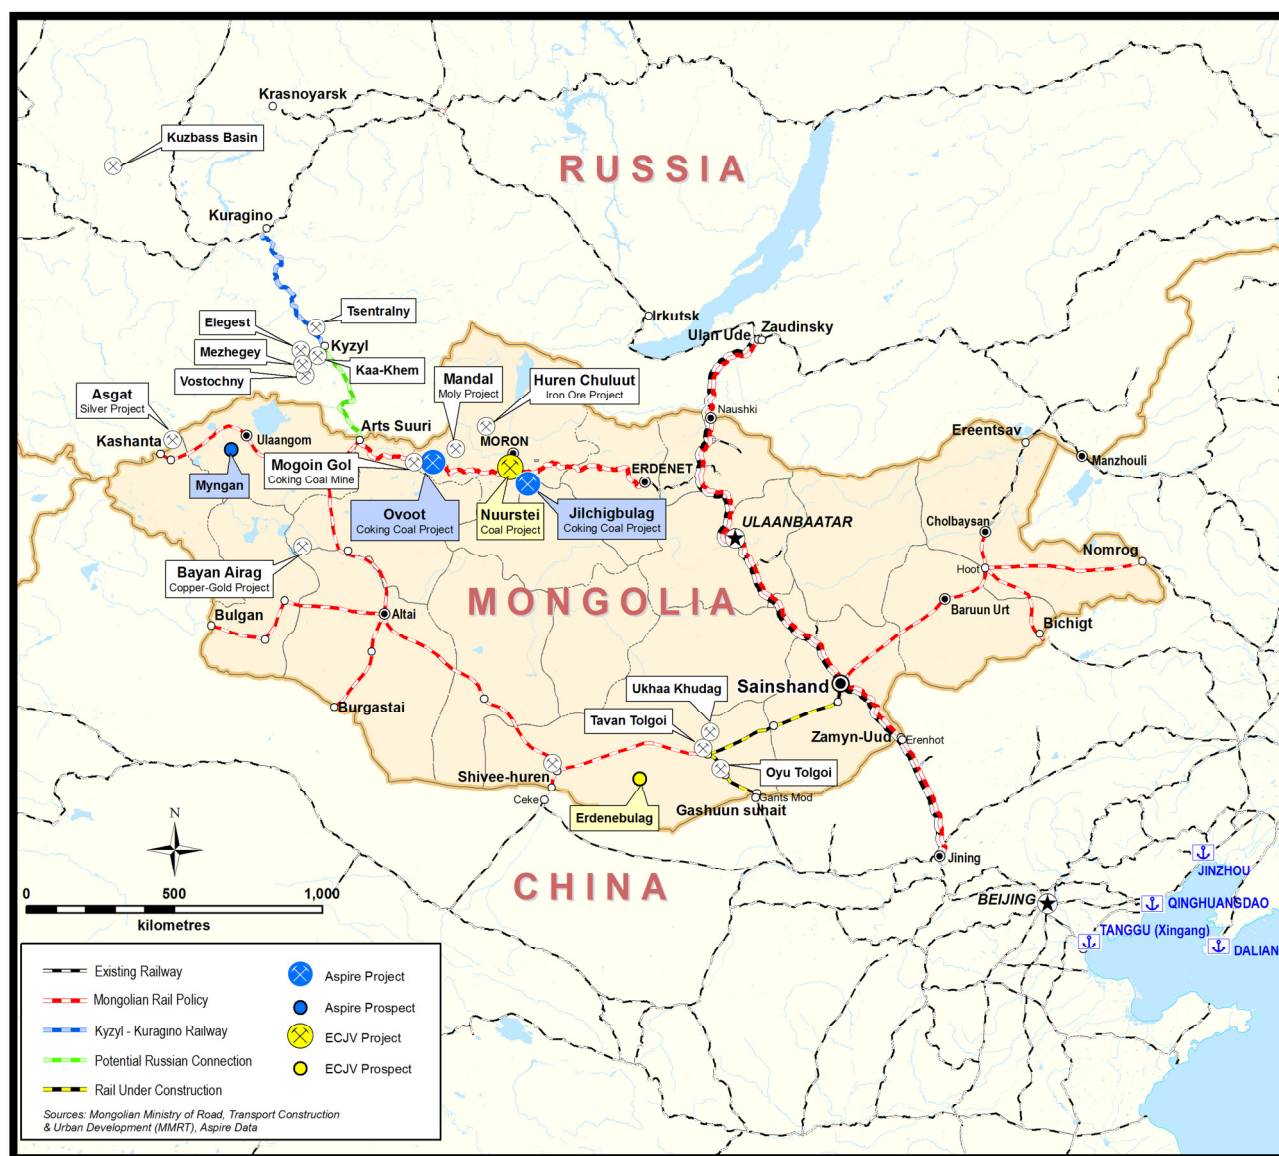 Krasnoyarsk
Kuzbass Basin
RUSSIA
Kuragino
Tsentralny
Irkutsk
Zaudinsky
Ulan Ude
Elegest
Kyzyl
Mezhegey
Kaa-Khem
Vostochny
Mandal
Moly Project
Huren Chuluut
Iron Ore Project
Asgat
Silver Project
Naushki
Arts Suuri
Ereentsav
Kashanta
Ulaangom
MORON
Manzhouli
Mogoin Gol
Coking Coal Mine
ERDENET
Myngan
Ovoot
Coking Coal Project
Nuurstei
Coal Project
Jilchigbulag
Coking Coal Project
ULAANBAATAR
Cholbaysan
Nomrog
Hoot
Bayan Airag
Copper-Gold Project
MONGOLIA
Bulgan
Altai
Baruun Urt
Bichigt
Ukhaa Khudag
Sainshand
Burgastai
Tavan Tolgoi
Zamyn-Uud
Erenhot
Shivee-huren
Oyu Tolgoi
Ceke
Gants Mod
Gashuun suhait
Erdenebulag
N
Jining
JINZHOU
CHINA
0 500 1,000
kilometres
BEIJING
QINGHUANGDAO
TANGGU (Xingang)
DALIAN
Existing Railway
Mongolian Rail Policy
Kyzyl - Kuragino Railway
Potential Russian Connection
Rail Under Construction
Aspire Project
Aspire Prospect
ECJV Project
ECJV Prospect
Sources: Mongolian Ministry of Road, Transport Construction
& Urban Development (MMRT), Aspire Data